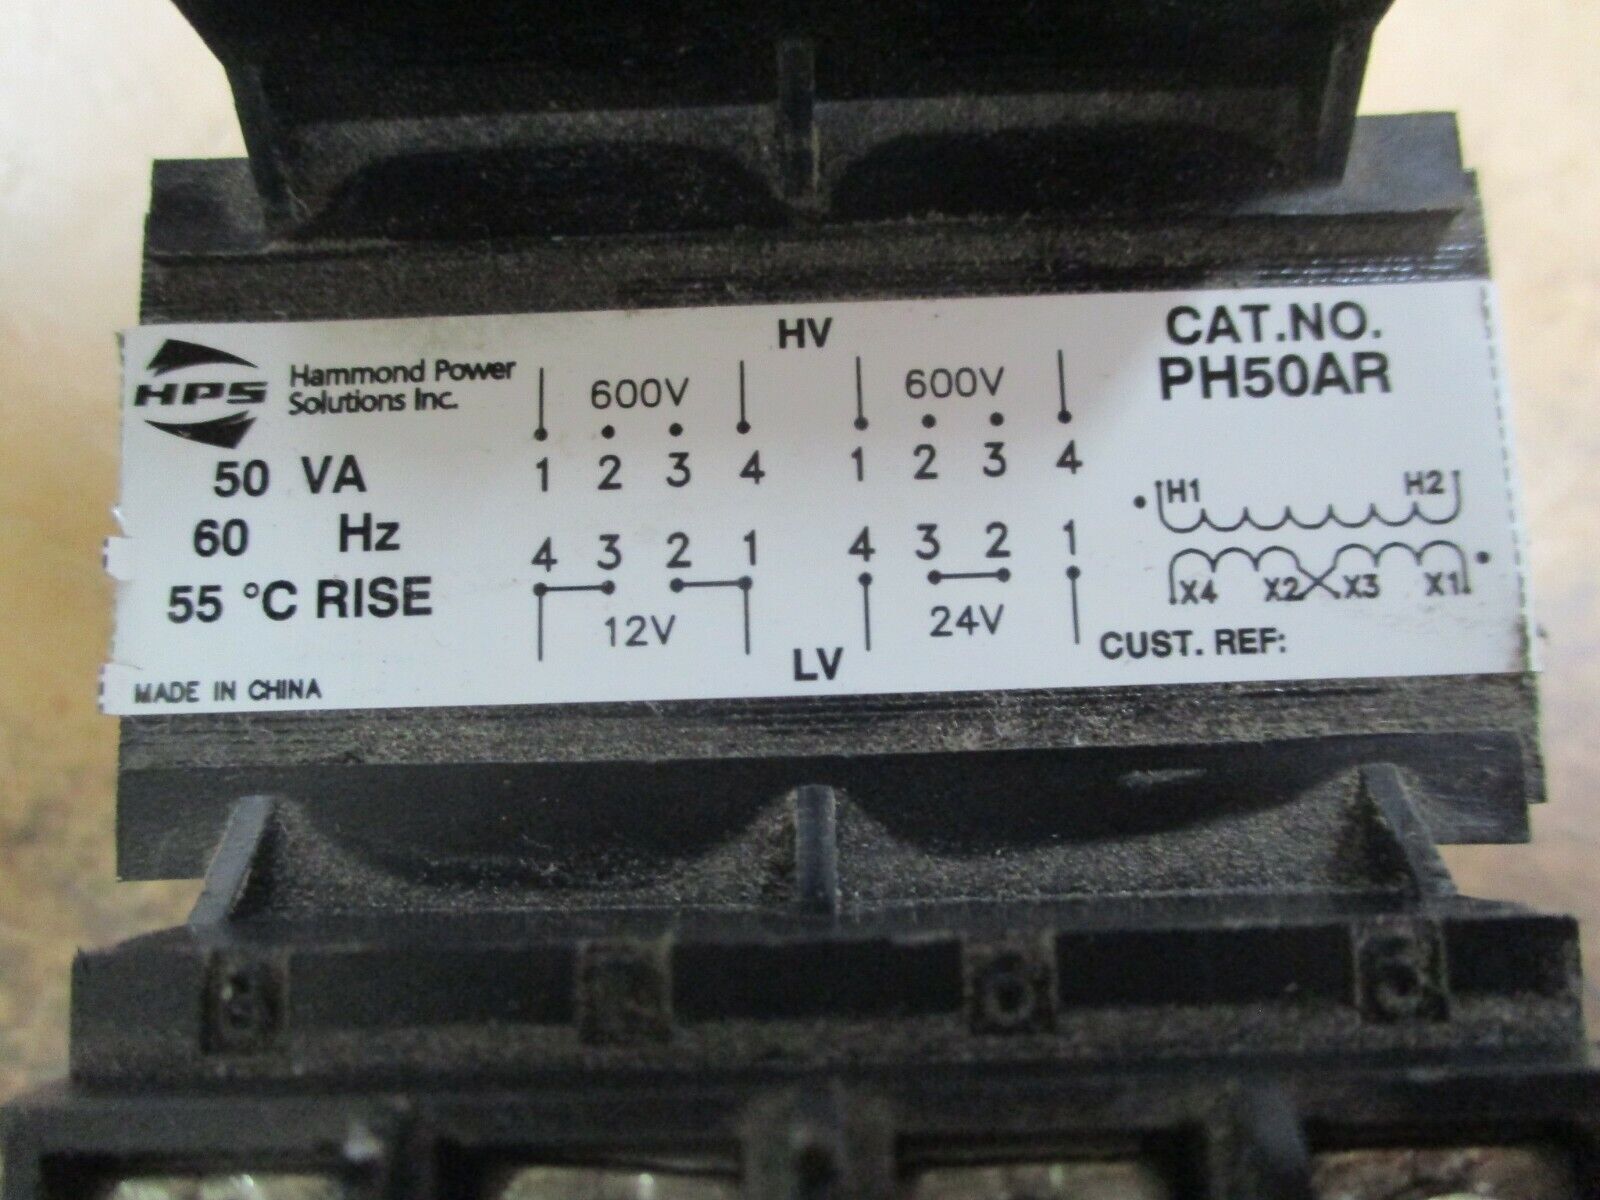 HPS
Hammond Power
Solutions Inc.
50 VA
60 Hz
55 °C RISE
MADE IN CHINA
HV
600V 600V
1 2 3 4 1 2 3 4
4 3 2 1 4 3 2 1
12V 24V
LV
CAT.NO.
PH50AR
H1 H2
X4 X2 X3 X1
CUST. REF: